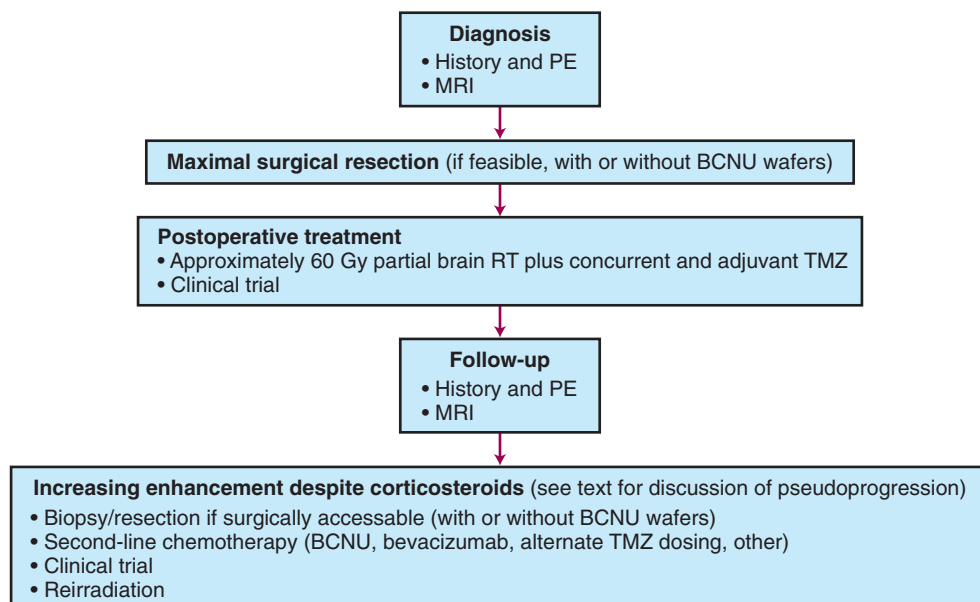 Diagnosis
• History and PE
• MRI
Maximal surgical resection (if feasible, with or without BCNU wafers)
Postoperative treatment
• Approximately 60 Gy partial brain RT plus concurrent and adjuvant TMZ
• Clinical trial
Follow-up
• History and PE
• MRI
Increasing enhancement despite corticosteroids (see text for discussion of pseudoprogression)
• Biopsy/resection if surgically accessable (with or without BCNU wafers)
• Second-line chemotherapy (BCNU, bevacizumab, alternate TMZ dosing, other)
• Clinical trial
• Reirradiation